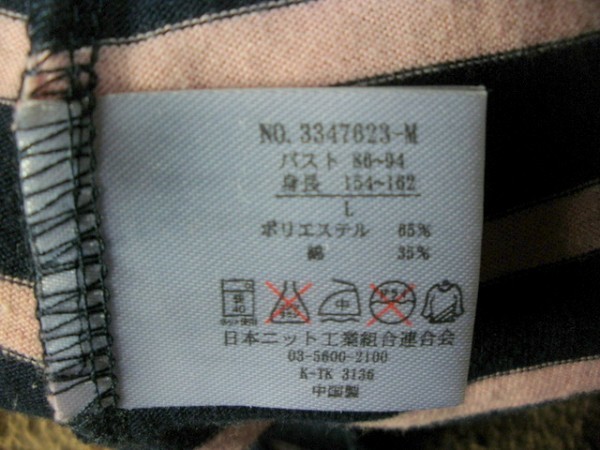 NO. 3347623-M
バスト 86~94
身長 154~162
L
ポリエステル 65%
綿 35%
40
中
日本ニット工業組合連合会
03-5600-2100
K-TK 3136
中国製